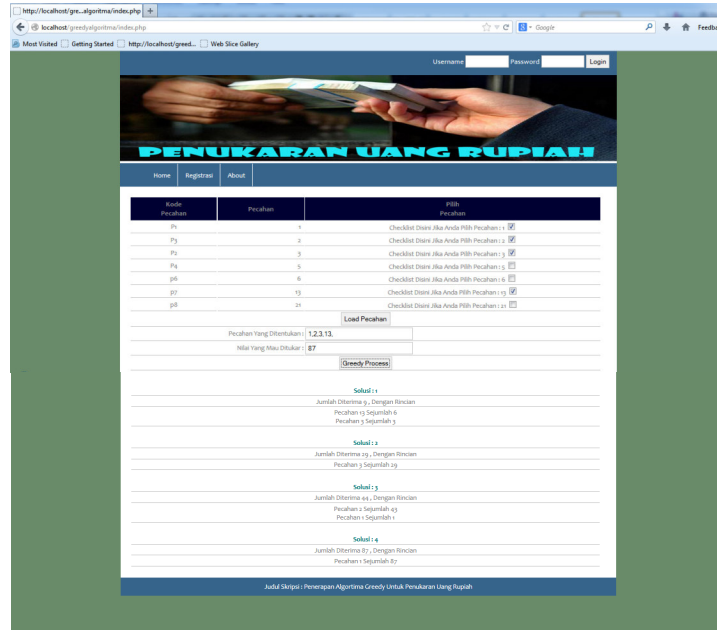 http://localhost/gre...algoritma/index.php +
localhost/greedyalgoritma/index.php
Google
Feedba
Most Visited Getting Started http://localhost/greed... Web Slice Gallery
Username Password Login
PENUKARAN UANG RUPIAH
Home Registrasi About
Kode Pecahan Pecahan Pilih Pecahan
P1 1 Checklist Disini Jika Anda Pilih Pecahan : 1
P3 2 Checklist Disini Jika Anda Pilih Pecahan : 2
P2 3 Checklist Disini Jika Anda Pilih Pecahan : 3
P4 5 Checklist Disini Jika Anda Pilih Pecahan : 5
p6 6 Checklist Disini Jika Anda Pilih Pecahan : 6
p7 13 Checklist Disini Jika Anda Pilih Pecahan : 13
p8 21 Checklist Disini Jika Anda Pilih Pecahan : 21
Load Pecahan
Pecahan Yang Ditentukan : 1,2,3,13,
Nilai Yang Mau Ditukar : 87
Greedy Process
Solusi : 1
Jumlah Diterima 9 , Dengan Rincian
Pecahan 13 Sejumlah 6
Pecahan 3 Sejumlah 3
Solusi : 2
Jumlah Diterima 29 , Dengan Rincian
Pecahan 3 Sejumlah 29
Solusi : 3
Jumlah Diterima 44 , Dengan Rincian
Pecahan 2 Sejumlah 43
Pecahan 1 Sejumlah 1
Solusi : 4
Jumlah Diterima 87 , Dengan Rincian
Pecahan 1 Sejumlah 87
Judul Skripsi : Penerapan Algortima Greedy Untuk Penukaran Uang Rupiah